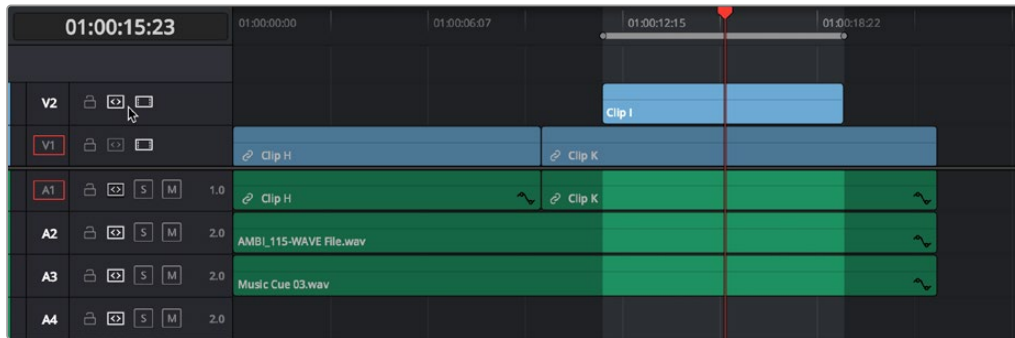 01:00:15:23 01:00:00:00 01:00:06:07 01:00:12:15 01:00:18:22
V2 Clip I
V1 Clip H Clip K
A1 S M 1.0 Clip H Clip K
A2 S M 2.0 AMBI_115-WAVE File.wav
A3 S M 2.0 Music Cue 03.wav
A4 S M 2.0